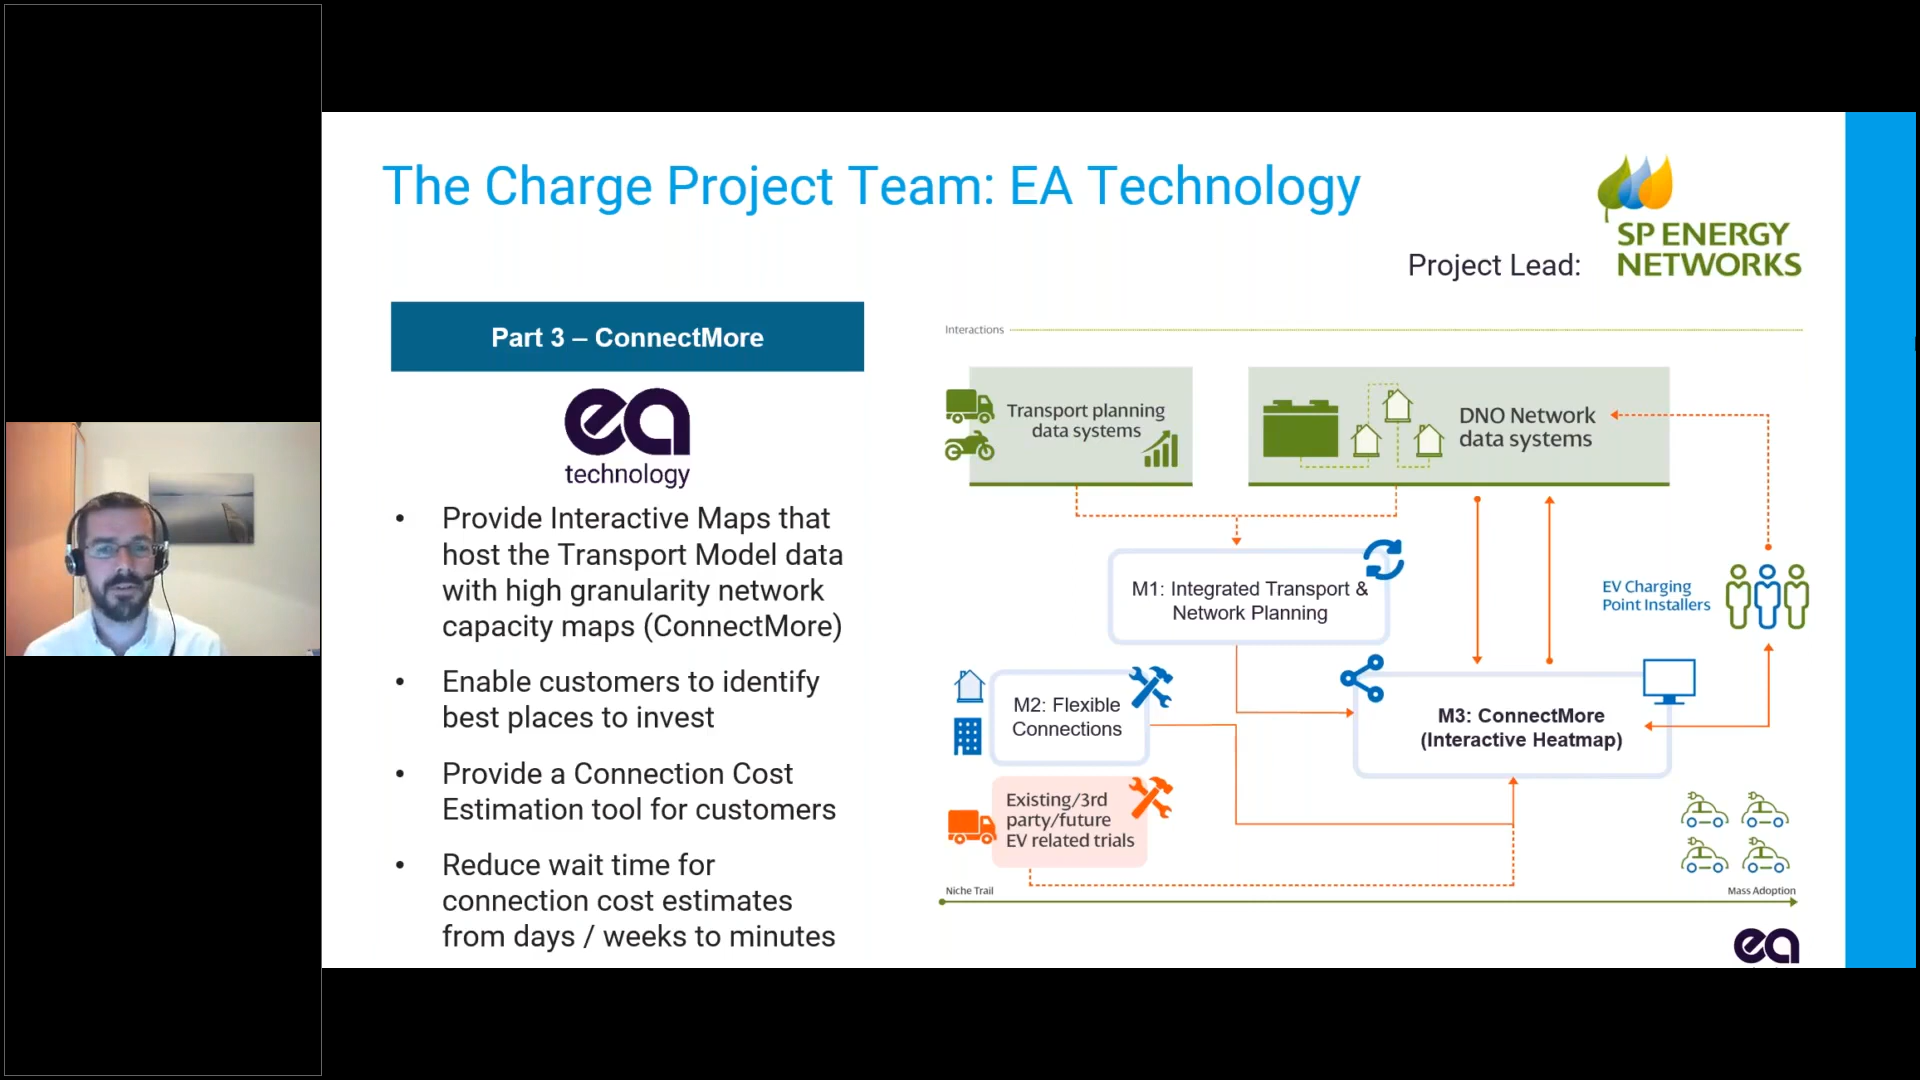 The Charge Project Team: EA Technology
SP ENERGY
NETWORKS
Project Lead:
Part 3 – ConnectMore
ea
technology
• Provide Interactive Maps that
host the Transport Model data
with high granularity network
capacity maps (ConnectMore)
• Enable customers to identify
best places to invest
• Provide a Connection Cost
Estimation tool for customers
• Reduce wait time for
connection cost estimates
from days / weeks to minutes
Interactions
Transport planning
data systems
DNO Network
data systems
M1: Integrated Transport &
Network Planning
EV Charging
Point Installers
M2: Flexible
Connections
M3: ConnectMore
(Interactive Heatmap)
Existing/3rd
party/future
EV related trials
Niche Trail
Mass Adoption
ea